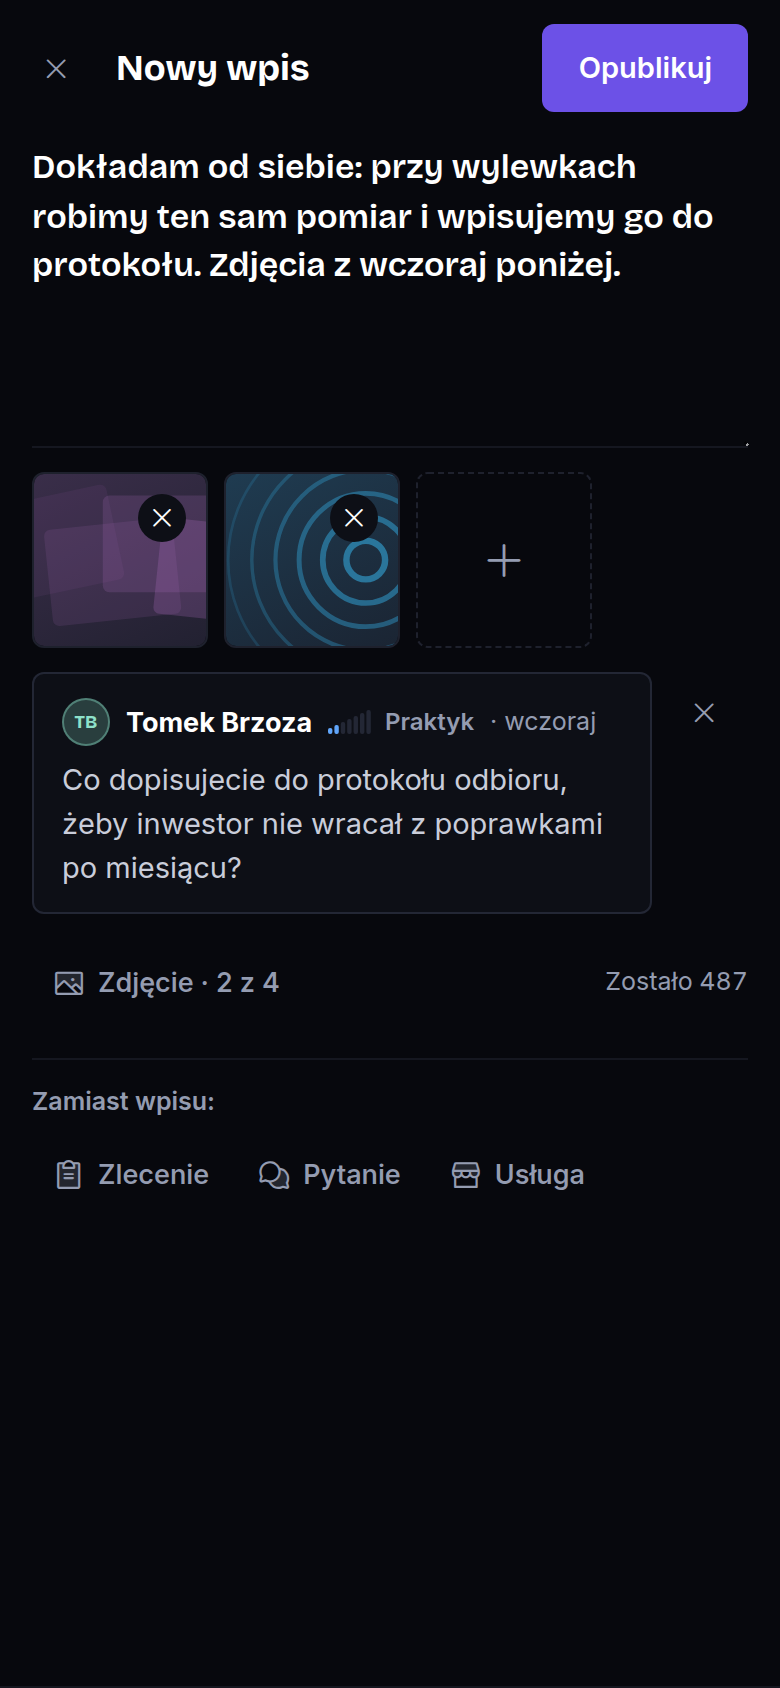 Nowy wpis
Opublikuj
Dokładam od siebie: przy wylewkach
robimy ten sam pomiar i wpisujemy go do
protokołu. Zdjęcia z wczoraj poniżej.
TB Tomek Brzoza Praktyk · wczoraj
Co dopisujecie do protokołu odbioru,
żeby inwestor nie wracał z poprawkami
po miesiącu?
Zdjęcie · 2 z 4
Zostało 487
Zamiast wpisu:
Zlecenie Pytanie Usługa